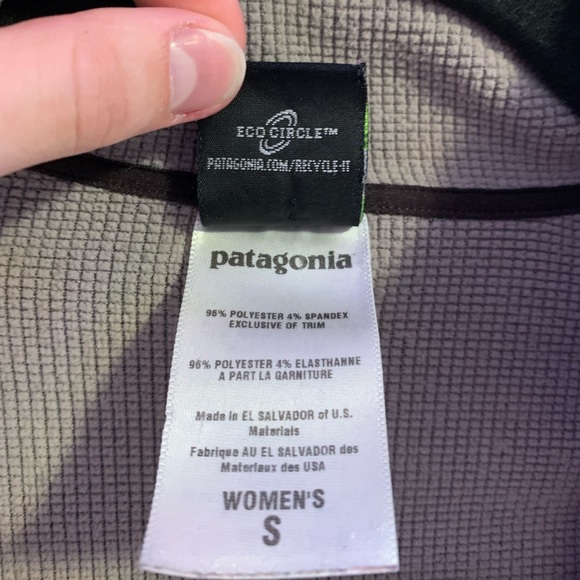 ECO CIRCLE™
PATAGONIA.COM/RECYCLE-IT
patagonia
96% POLYESTER 4% SPANDEX
EXCLUSIVE OF TRIM
96% POLYESTER 4% ELASTHANNE
A PART LA GARNITURE
Made in EL SALVADOR of U.S.
Materials
Fabrique AU EL SALVADOR des
Materiaux des USA
WOMEN'S
S